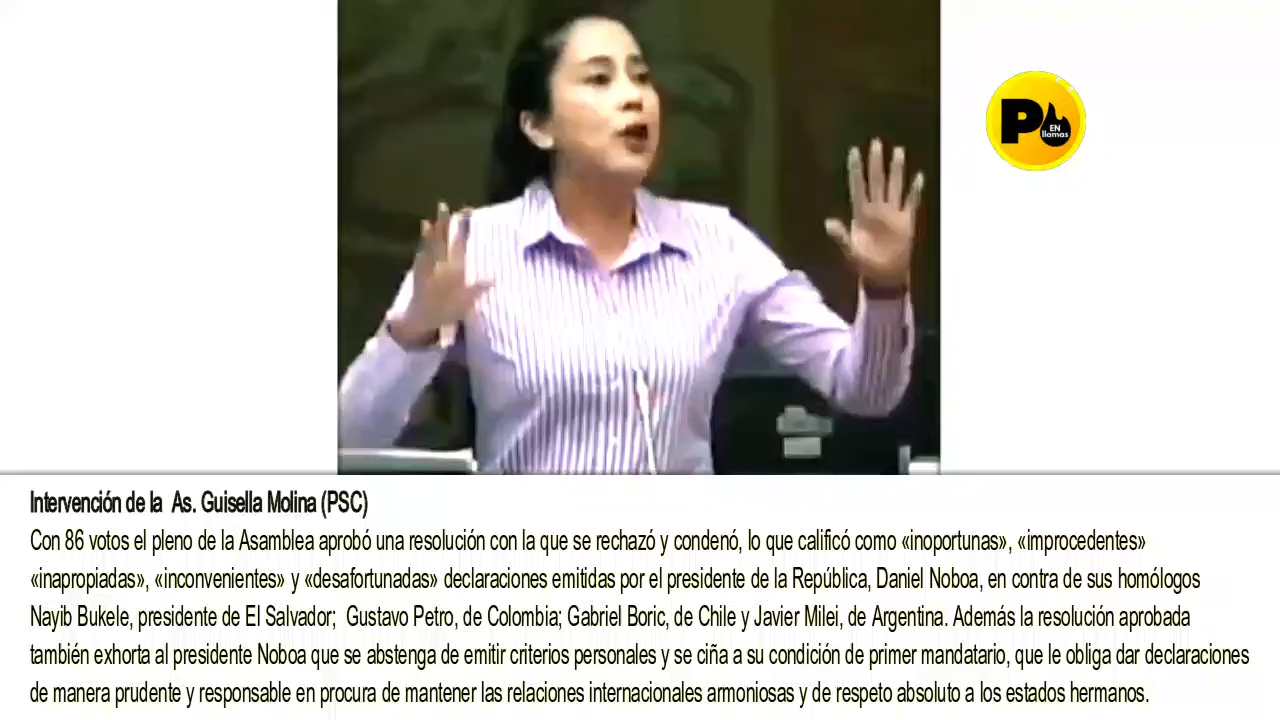 P EN
llamas
Intervención de la As. Guisella Molina (PSC)
Con 86 votos el pleno de la Asamblea aprobó una resolución con la que se rechazó y condenó, lo que calificó como «inoportunas», «improcedentes»
«inapropiadas», «inconvenientes» y «desafortunadas» declaraciones emitidas por el presidente de la República, Daniel Noboa, en contra de sus homólogos
Nayib Bukele, presidente de El Salvador; Gustavo Petro, de Colombia; Gabriel Boric, de Chile y Javier Milei, de Argentina. Además la resolución aprobada
también exhorta al presidente Noboa que se abstenga de emitir criterios personales y se ciña a su condición de primer mandatario, que le obliga dar declaraciones
de manera prudente y responsable en procura de mantener las relaciones internacionales armoniosas y de respeto absoluto a los estados hermanos.